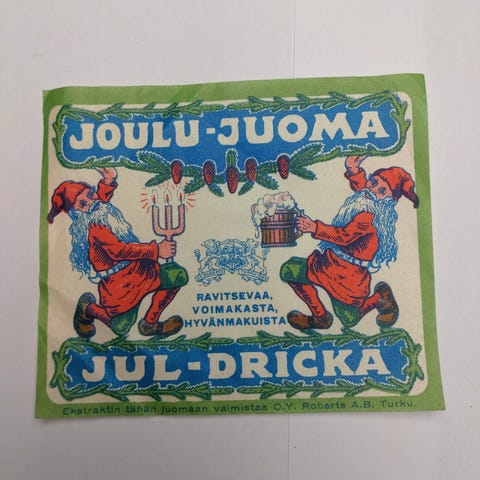 JOULU-JUOMA
RAVITSEVAA,
VOIMAKASTA,
HYVÄNMAKUISTA
JUL-DRICKA
Ekstraktin tähän juomaan valmistaa O.Y. Roberts A.B, Turku.